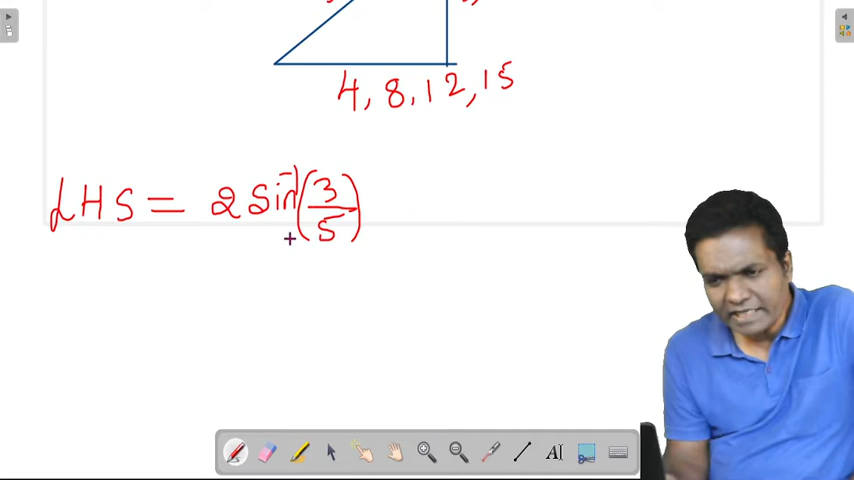 4, 8, 12, 15
LHS = 2 sin⁻¹(3/5)
A